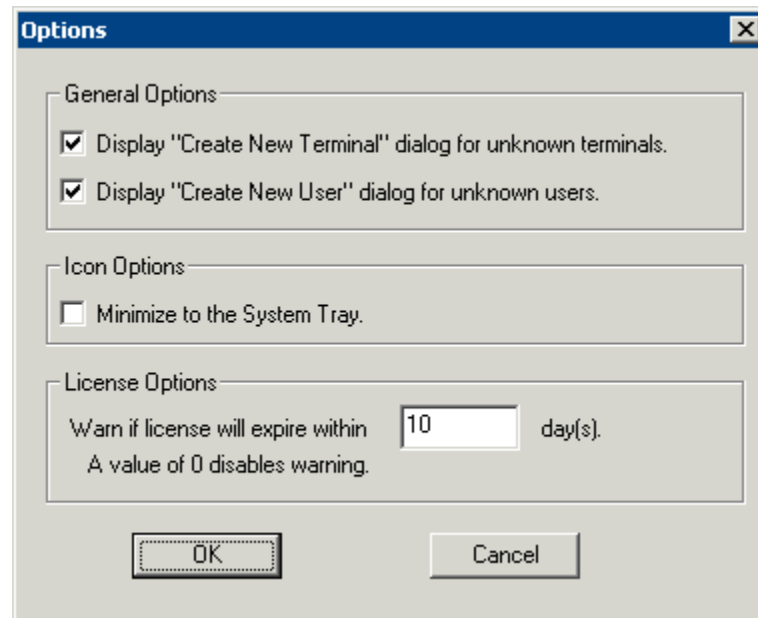 Options
General Options
Display "Create New Terminal" dialog for unknown terminals.
Display "Create New User" dialog for unknown users.
Icon Options
Minimize to the System Tray.
License Options
Warn if license will expire within 10 day(s).
A value of 0 disables warning.
OK Cancel